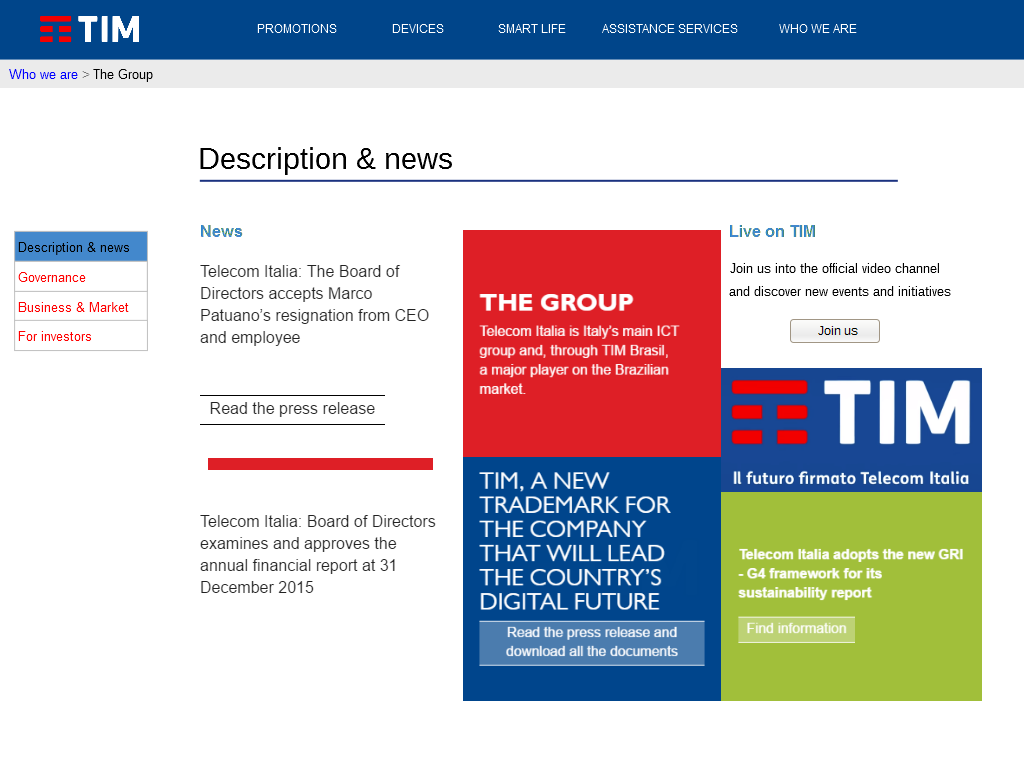 TIM
PROMOTIONS
DEVICES
SMART LIFE
ASSISTANCE SERVICES
WHO WE ARE
Who we are > The Group
Description & news
Description & news
Governance
Business & Market
For investors
News
Telecom Italia: The Board of
Directors accepts Marco
Patuano’s resignation from CEO
and employee
Read the press release
Telecom Italia: Board of Directors
examines and approves the
annual financial report at 31
December 2015
THE GROUP
Telecom Italia is Italy's main ICT
group and, through TIM Brasil,
a major player on the Brazilian
market.
TIM, A NEW
TRADEMARK FOR
THE COMPANY
THAT WILL LEAD
THE COUNTRY’S
DIGITAL FUTURE
Read the press release and
download all the documents
Live on TIM
Join us into the official video channel
and discover new events and initiatives
Join us
TIM
Il futuro firmato Telecom Italia
Telecom Italia adopts the new GRI
- G4 framework for its
sustainability report
Find information